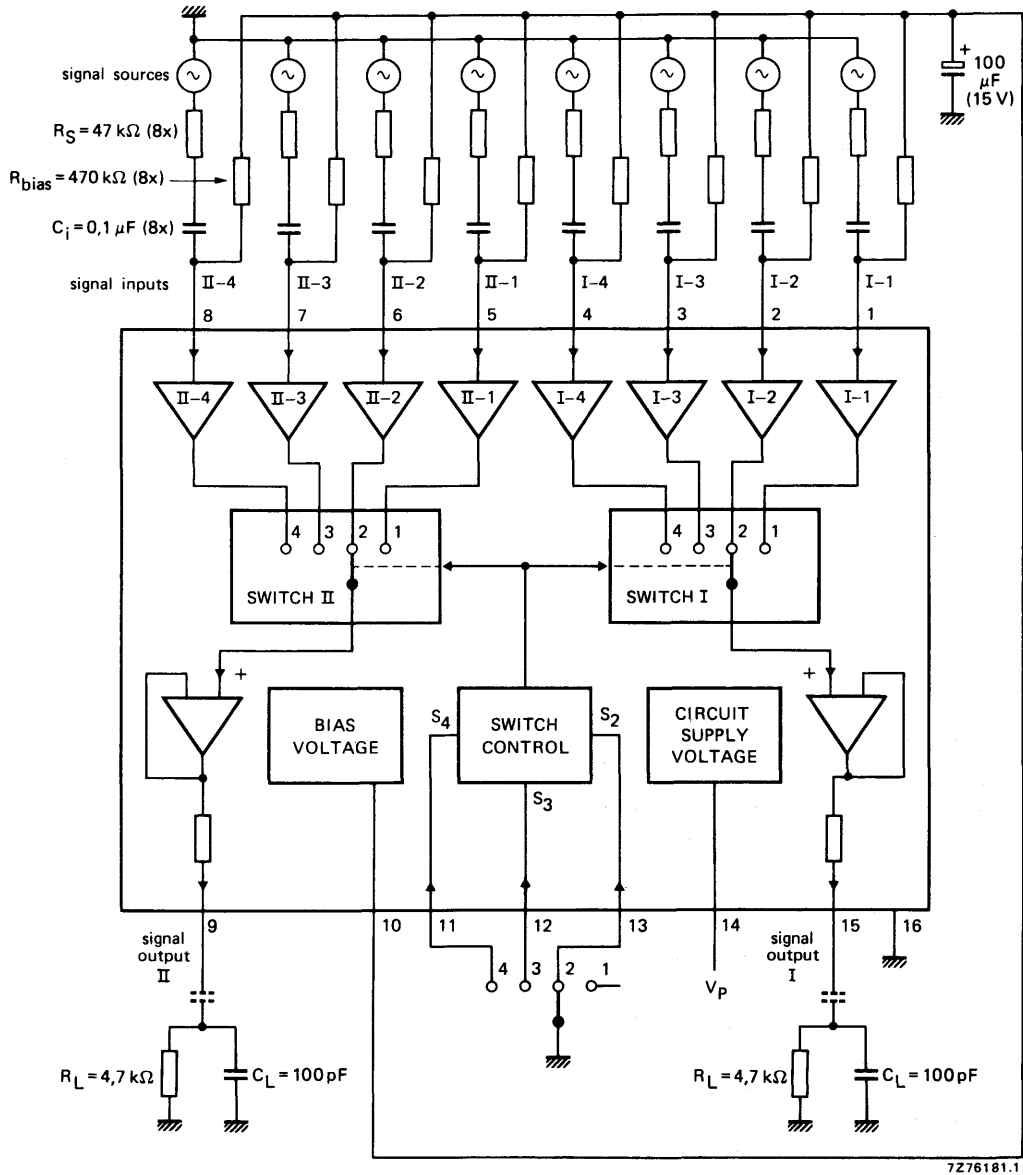 100
μF
(15 V)
+
signal sources
R_S = 47 kΩ (8x)
R_bias = 470 kΩ (8x)
C_i = 0,1 μF (8x)
signal inputs
II-4 II-3 II-2 II-1 I-4 I-3 I-2 I-1
8 7 6 5 4 3 2 1
II-4 II-3 II-2 II-1 I-4 I-3 I-2 I-1
4 3 2 1 4 3 2 1
SWITCH II SWITCH I
+ +
BIAS
VOLTAGE
S4 SWITCH S2
CONTROL
S3
CIRCUIT
SUPPLY
VOLTAGE
9 10 11 12 13 14 15 16
signal
output
II
4 3 2 1
V_P
signal
output
I
R_L = 4,7 kΩ C_L = 100 pF R_L = 4,7 kΩ C_L = 100 pF
7Z76181.1